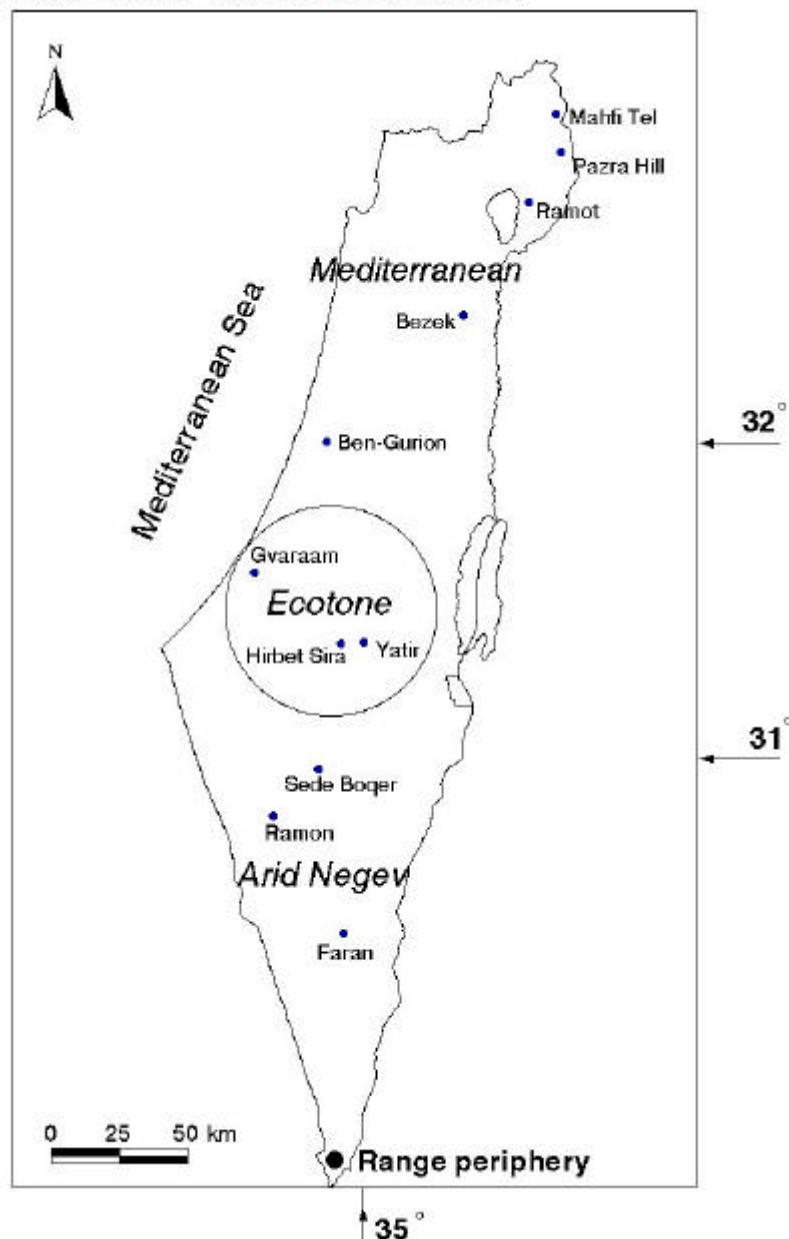 N
Mahfi Tel
Pazra Hill
Ramot
Mediterranean
Bezek
Mediterranean Sea
32°
Ben-Gurion
Gvaraam
Ecotone
Hirbet Sira
Yatir
31°
Sede Boqer
Ramon
Arid Negev
Faran
0 25 50 km
Range periphery
35°